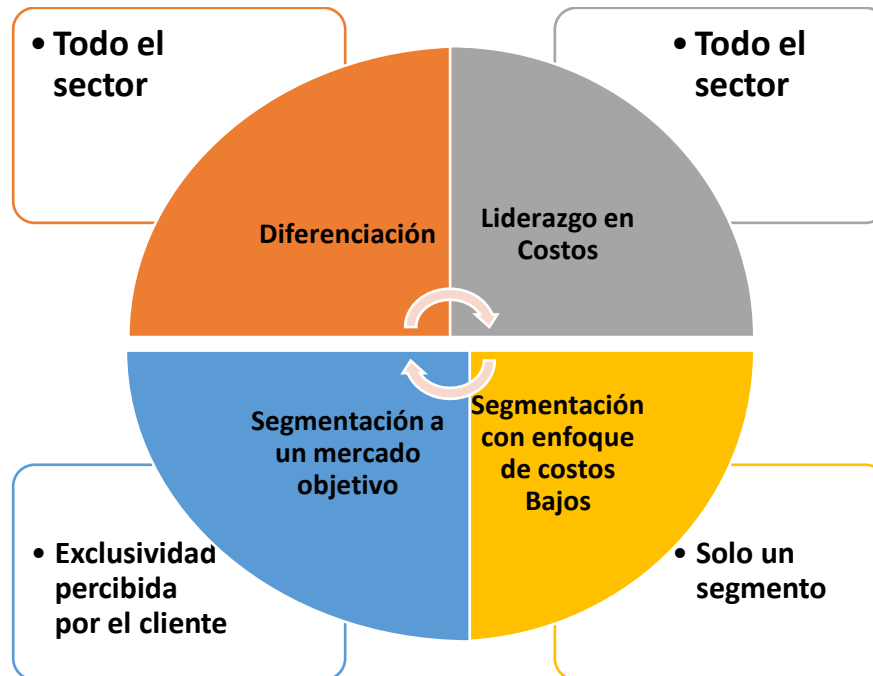 • Todo el
sector
• Todo el
sector
Diferenciación
Liderazgo en
Costos
Segmentación a
un mercado
objetivo
Segmentación
con enfoque
de costos
Bajos
• Exclusividad
percibida
por el cliente
• Solo un
segmento